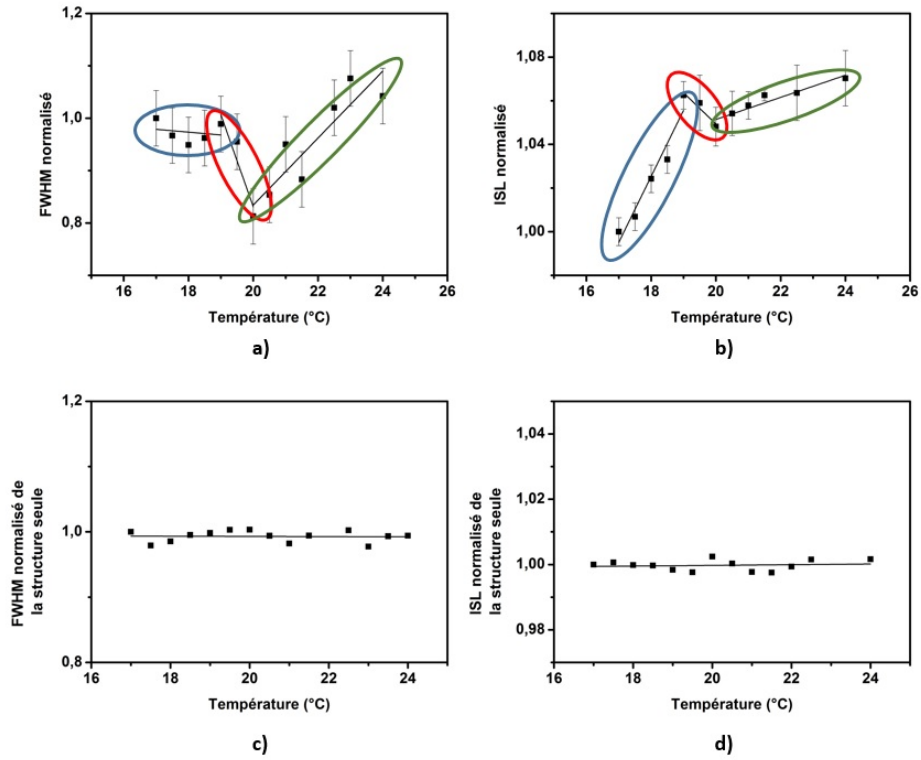 1,2
1,0
0,8
FWHM normalisé
16 18 20 22 24 26
Température (°C)
a)
1,08
1,04
1,00
ISL normalisé
16 18 20 22 24 26
Température (°C)
b)
1,2
1,0
0,8
FWHM normalisé de
la structure seule
16 18 20 22 24
Température (°C)
c)
1,04
1,02
1,00
0,98
ISL normalisé de
la structure seule
16 18 20 22 24
Température (°C)
d)